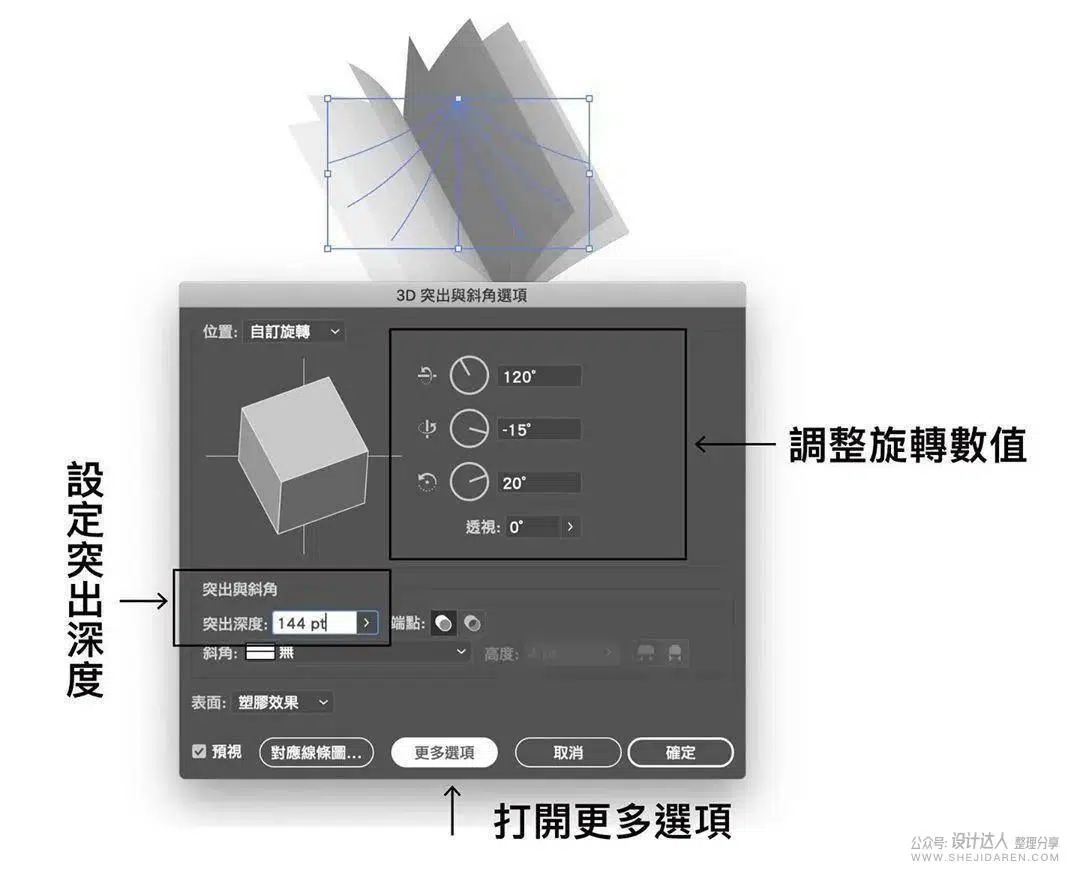 3D 突出與斜角選項
位置: 自訂旋轉
120°
-15°
20°
透視: 0°
調整旋轉數值
設定突出深度
突出與斜角
突出深度: 144 pt 端點:
斜角: 無 高度:
表面: 塑膠效果
預視 對應線條圖... 更多選項 取消 確定
打開更多選項
公众号: 设计达人 整理分享
WWW.SHEJIDAREN.COM